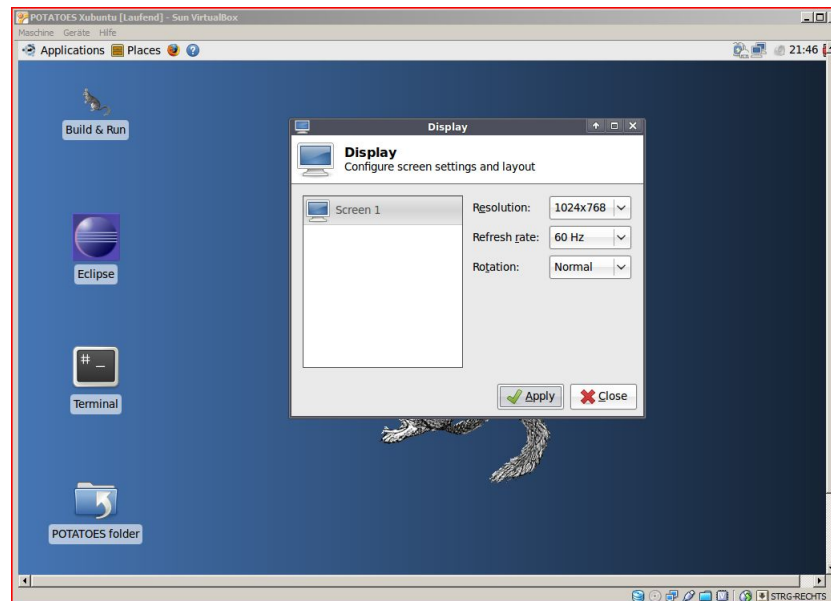 POTATOES Xubuntu [Laufend] - Sun VirtualBox
Maschine Geräte Hilfe
Applications Places 21:46
Build & Run
Eclipse
# _
Terminal
POTATOES folder
Display
Display
Configure screen settings and layout
Screen 1
Resolution: 1024x768
Refresh rate: 60 Hz
Rotation: Normal
Apply Close
STRG-RECHTS